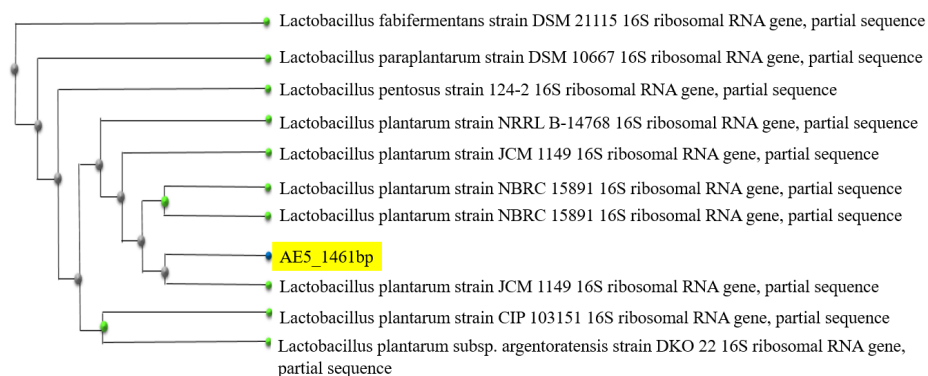 Lactobacillus fabifermentans strain DSM 21115 16S ribosomal RNA gene, partial sequence
Lactobacillus paraplantarum strain DSM 10667 16S ribosomal RNA gene, partial sequence
Lactobacillus pentosus strain 124-2 16S ribosomal RNA gene, partial sequence
Lactobacillus plantarum strain NRRL B-14768 16S ribosomal RNA gene, partial sequence
Lactobacillus plantarum strain JCM 1149 16S ribosomal RNA gene, partial sequence
Lactobacillus plantarum strain NBRC 15891 16S ribosomal RNA gene, partial sequence
Lactobacillus plantarum strain NBRC 15891 16S ribosomal RNA gene, partial sequence
AE5_1461bp
Lactobacillus plantarum strain JCM 1149 16S ribosomal RNA gene, partial sequence
Lactobacillus plantarum strain CIP 103151 16S ribosomal RNA gene, partial sequence
Lactobacillus plantarum subsp. argentoratensis strain DKO 22 16S ribosomal RNA gene,
partial sequence